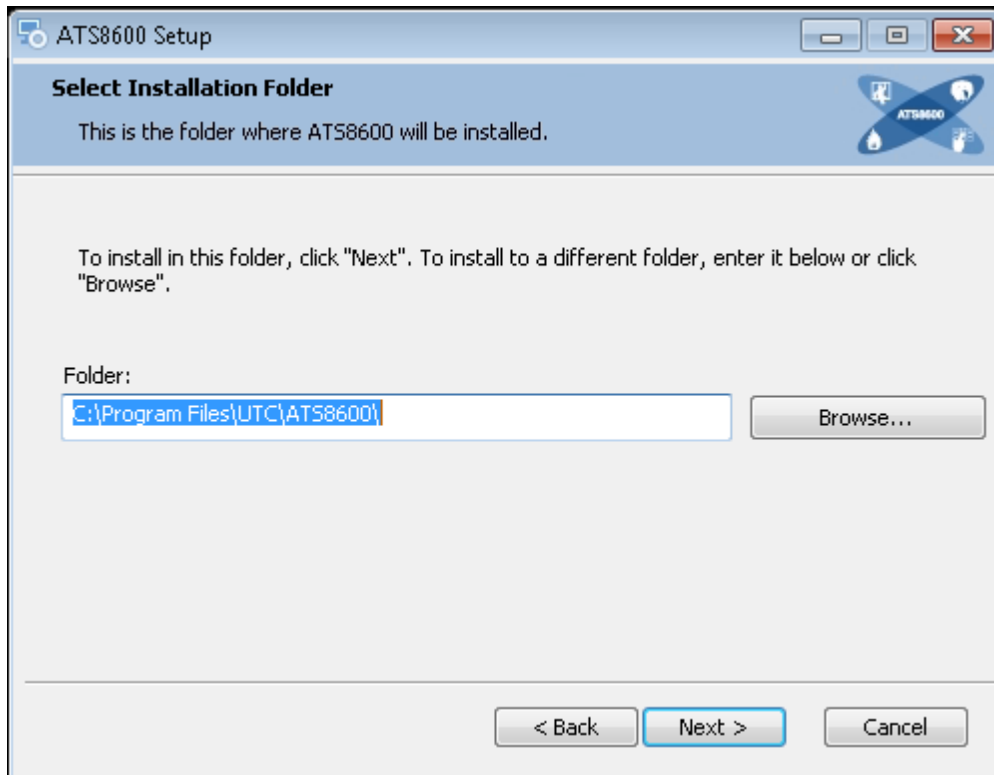 ATS8600 Setup
Select Installation Folder
This is the folder where ATS8600 will be installed.
ATS8600
To install in this folder, click "Next". To install to a different folder, enter it below or click
"Browse".
Folder:
C:\Program Files\UTC\ATS8600\
Browse...
< Back
Next >
Cancel